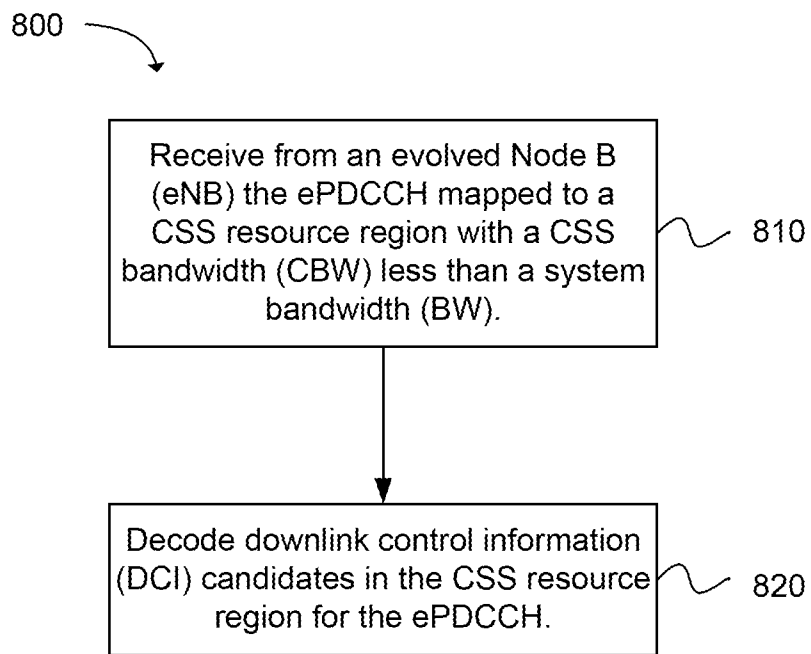 800
Receive from an evolved Node B
(eNB) the ePDCCH mapped to a
CSS resource region with a CSS
bandwidth (CBW) less than a system
bandwidth (BW).
810
Decode downlink control information
(DCI) candidates in the CSS resource
region for the ePDCCH.
820